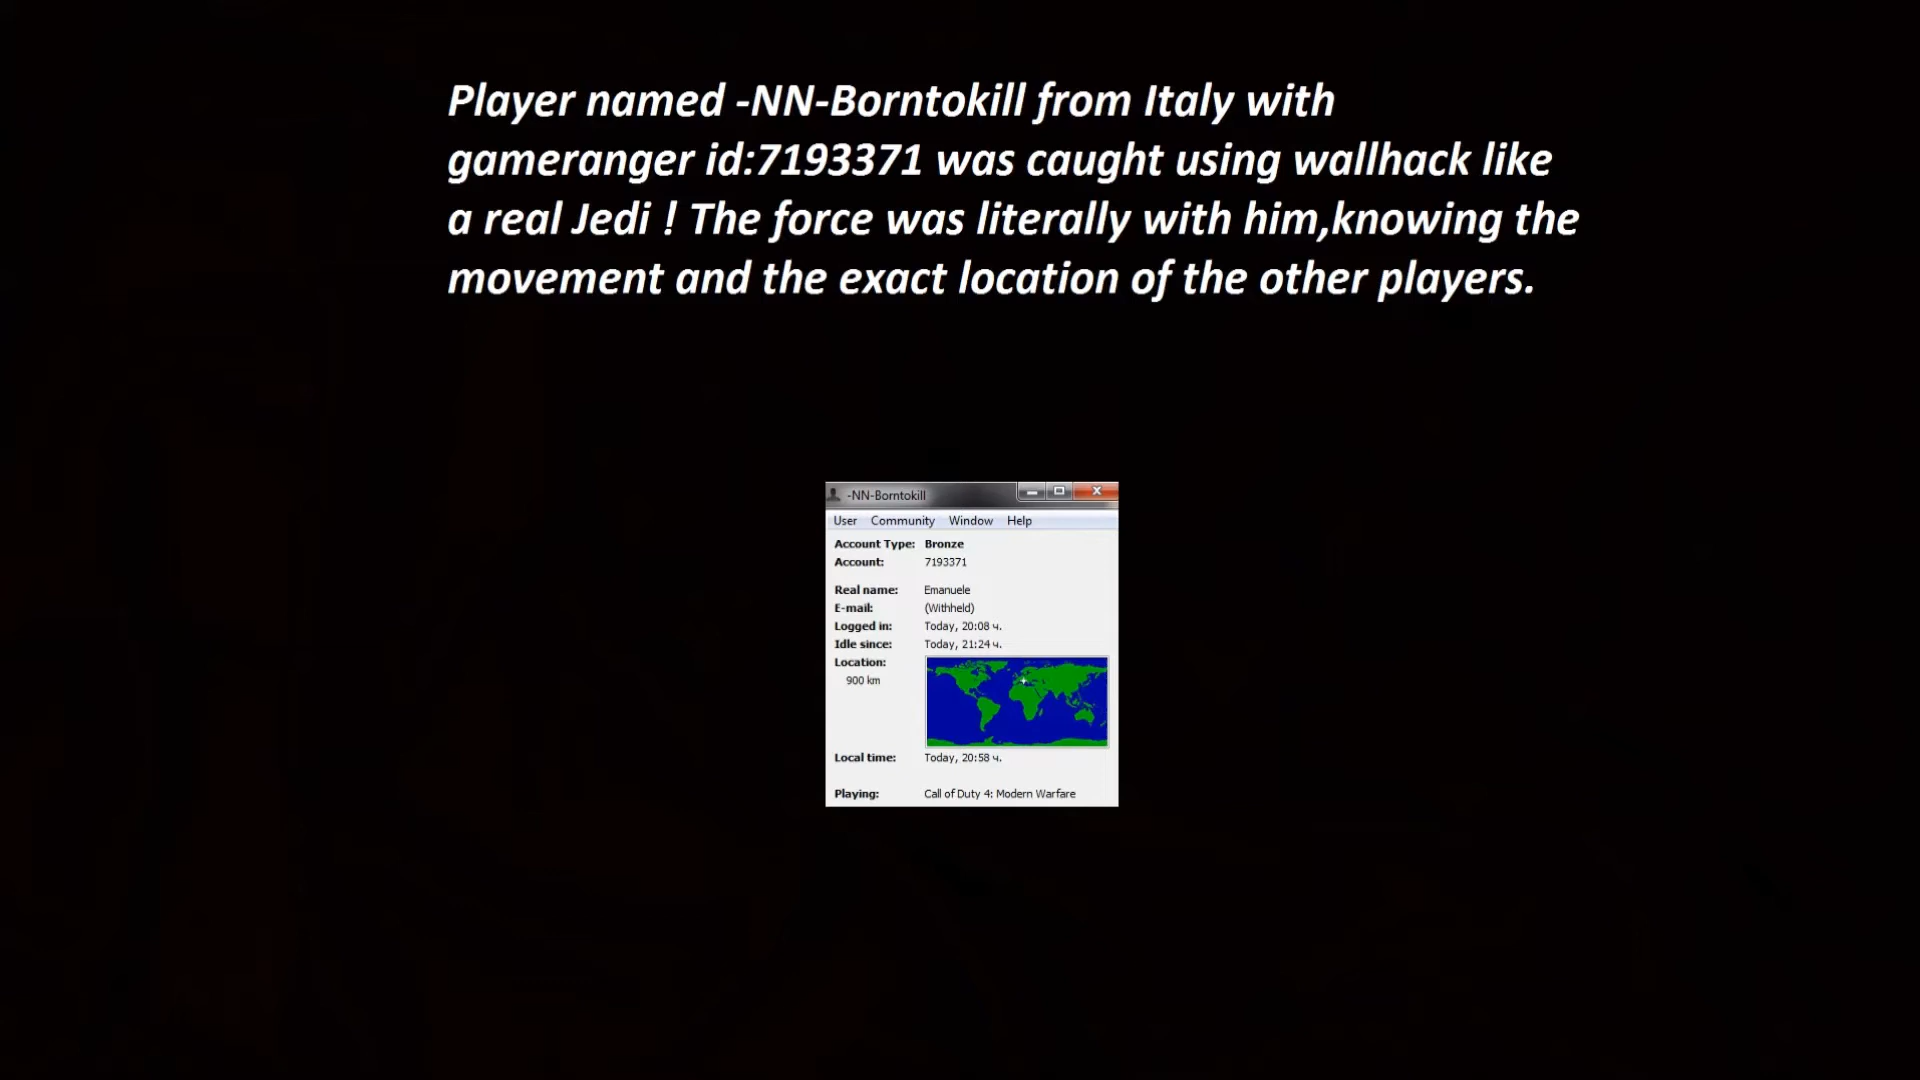 Player named -NN-Borntokill from Italy with
gameranger id:7193371 was caught using wallhack like
a real Jedi ! The force was literally with him,knowing the
movement and the exact location of the other players.
-NN-Borntokill
User Community Window Help
Account Type: Bronze
Account: 7193371
Real name: Emanuele
E-mail: (Withheld)
Logged in: Today, 20:08 ч.
Idle since: Today, 21:24 ч.
Location:
900 km
Local time: Today, 20:58 ч.
Playing: Call of Duty 4: Modern Warfare